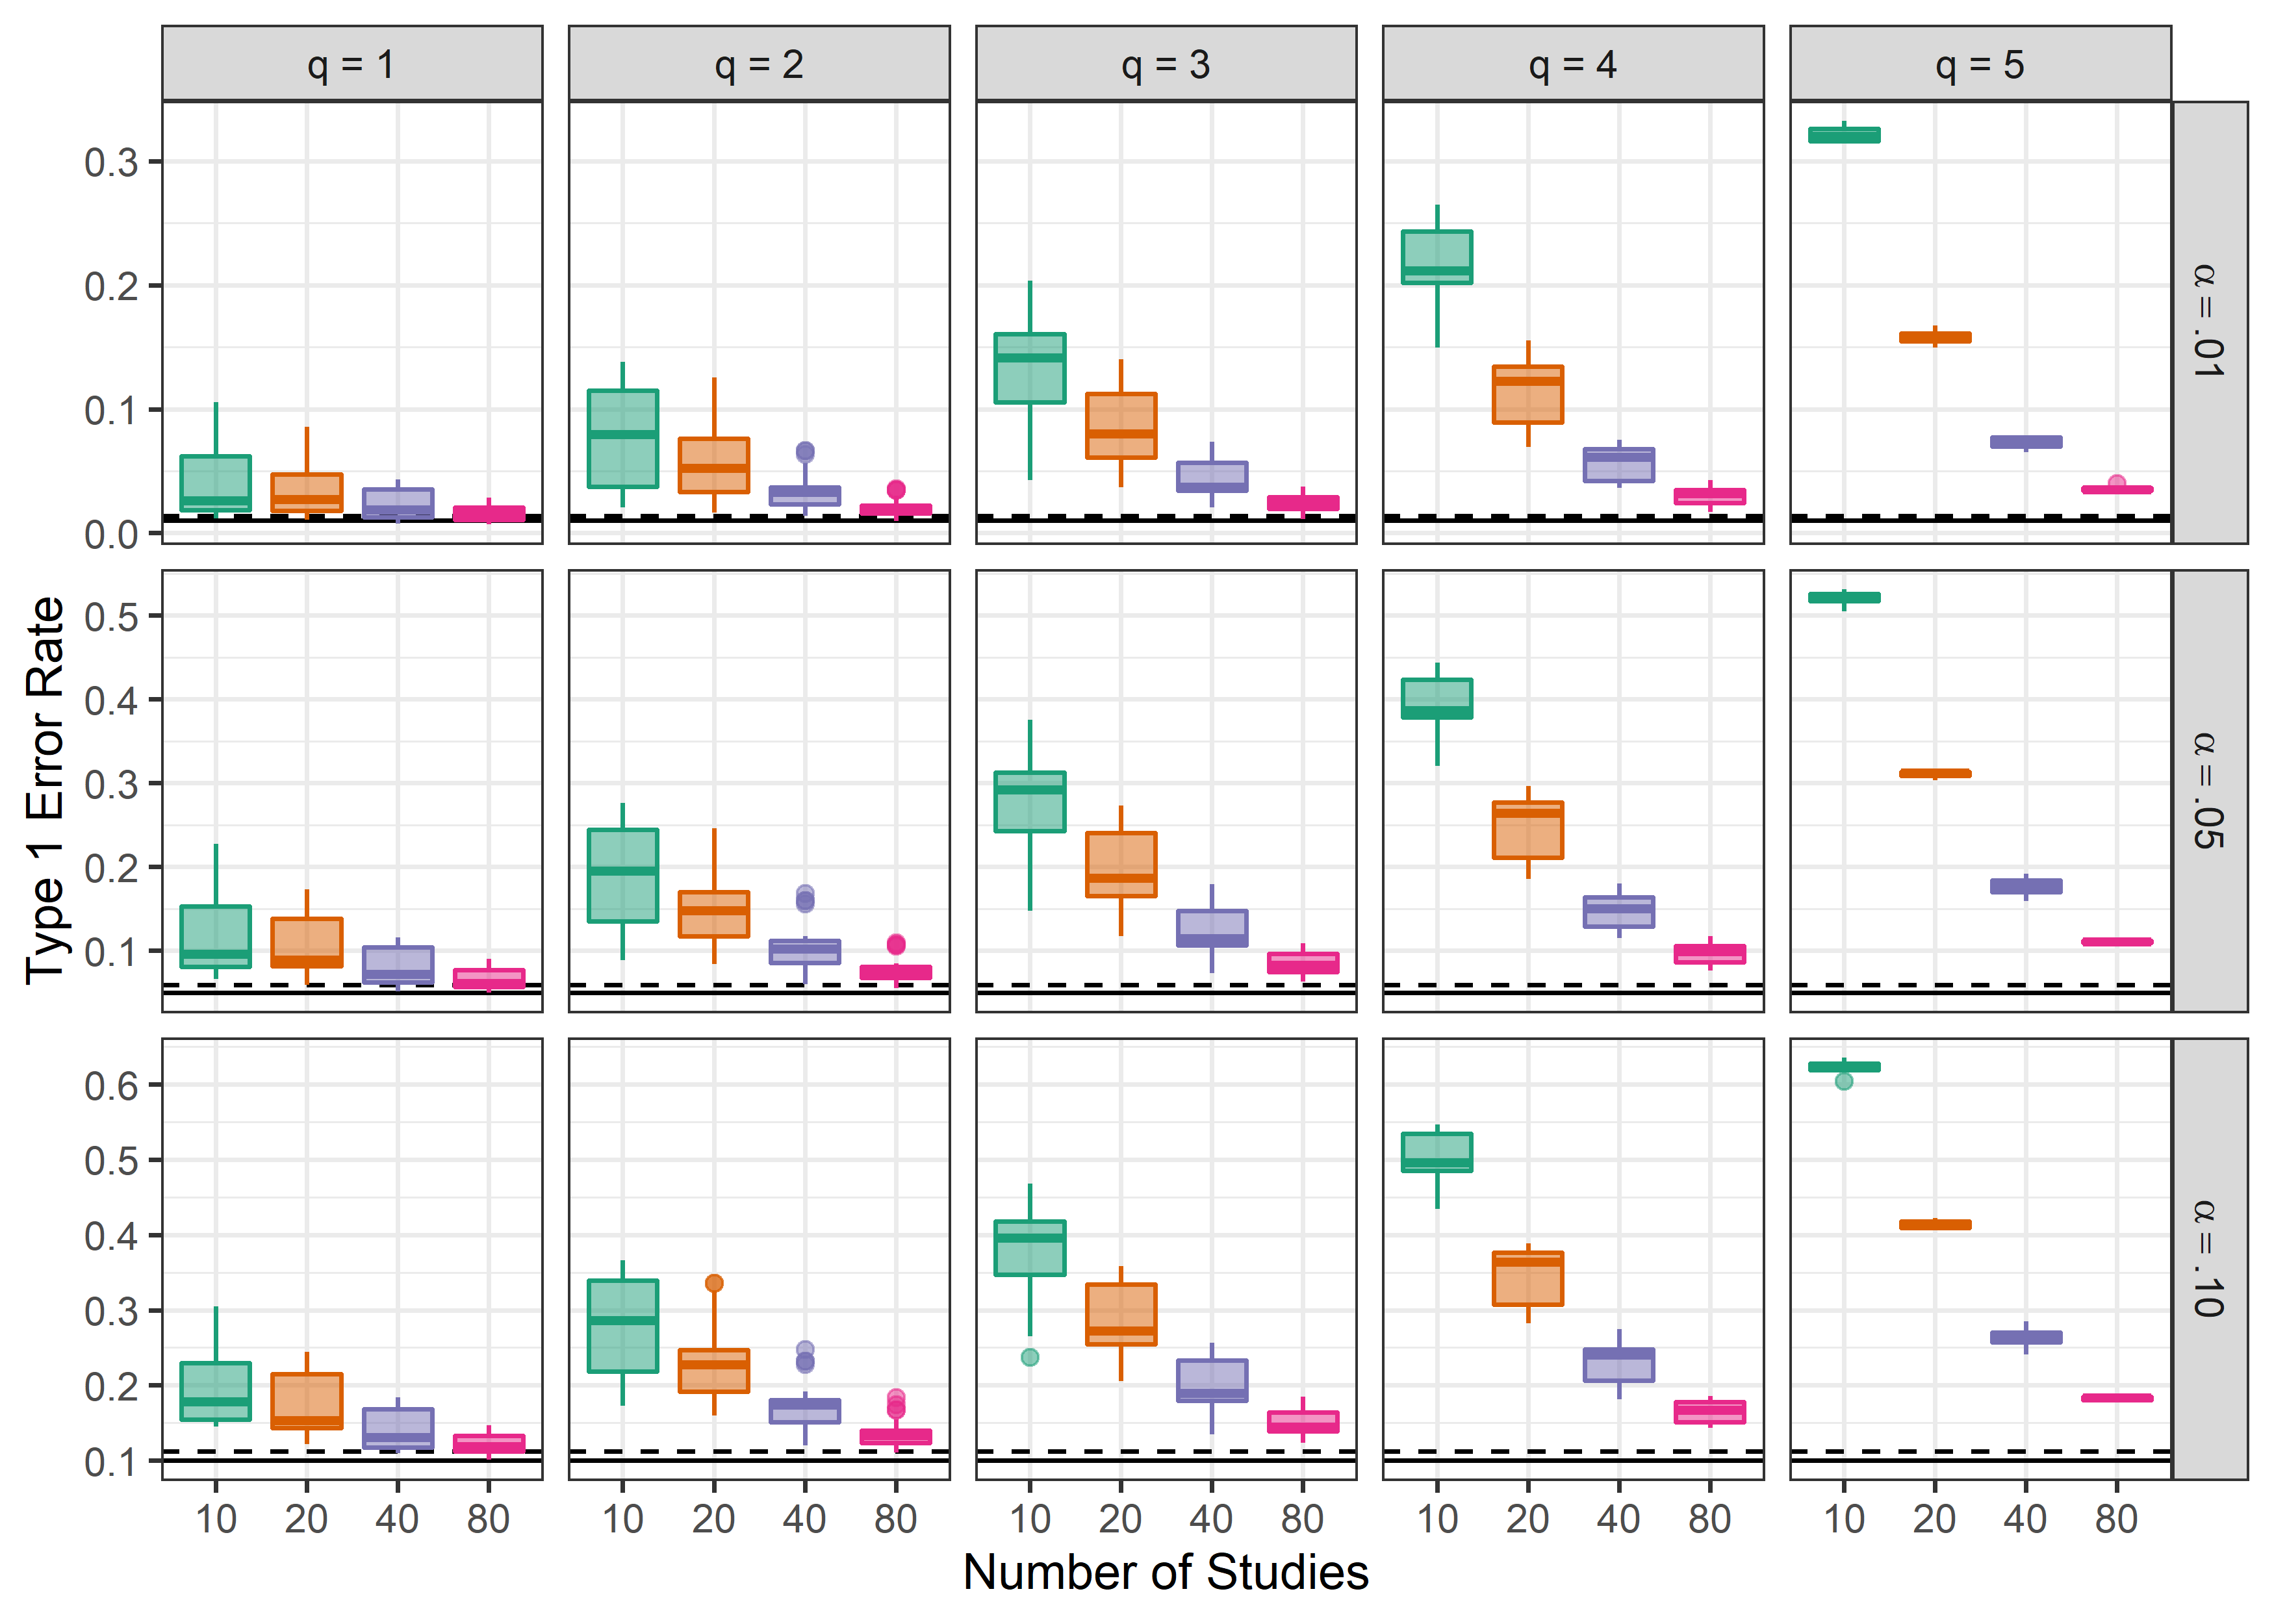 q = 1 q = 2 q = 3 q = 4 q = 5
0.3
0.2
0.1
0.0
α = .01
0.5
0.4
0.3
0.2
0.1
α = .05
0.6
0.5
0.4
0.3
0.2
0.1
α = .10
Type 1 Error Rate
10 20 40 80 10 20 40 80 10 20 40 80 10 20 40 80 10 20 40 80
Number of Studies